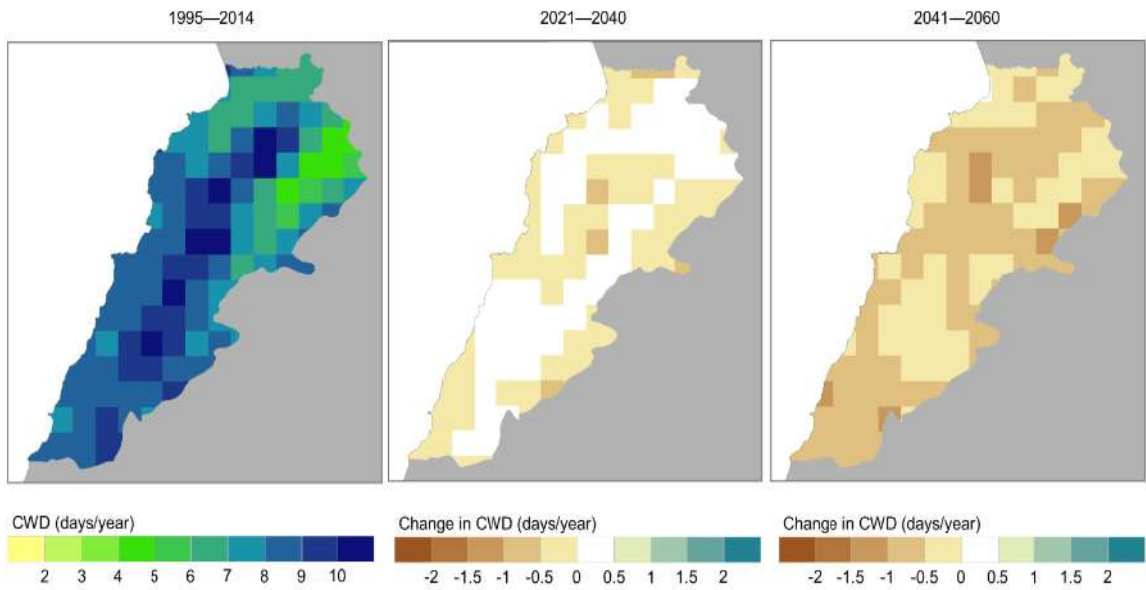 1995—2014
2021—2040
2041—2060
CWD (days/year)
2 3 4 5 6 7 8 9 10
Change in CWD (days/year)
-2 -1.5 -1 -0.5 0 0.5 1 1.5 2
Change in CWD (days/year)
-2 -1.5 -1 -0.5 0 0.5 1 1.5 2